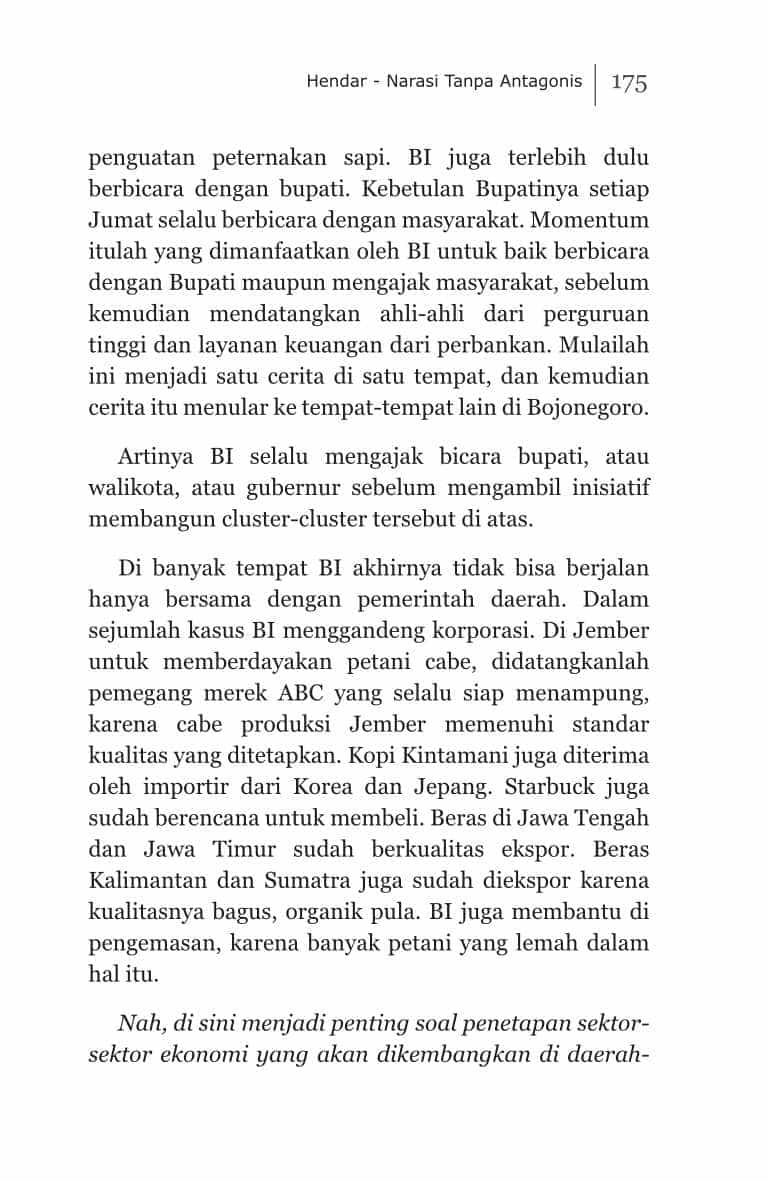 Hendar - Narasi Tanpa Antagonis 175
penguatan peternakan sapi. BI juga terlebih dulu
berbicara dengan bupati. Kebetulan Bupatinya setiap
Jumat selalu berbicara dengan masyarakat. Momentum
itulah yang dimanfaatkan oleh BI untuk baik berbicara
dengan Bupati maupun mengajak masyarakat, sebelum
kemudian mendatangkan ahli-ahli dari perguruan
tinggi dan layanan keuangan dari perbankan. Mulailah
ini menjadi satu cerita di satu tempat, dan kemudian
cerita itu menular ke tempat-tempat lain di Bojonegoro.
Artinya BI selalu mengajak bicara bupati, atau
walikota, atau gubernur sebelum mengambil inisiatif
membangun cluster-cluster tersebut di atas.
Di banyak tempat BI akhirnya tidak bisa berjalan
hanya bersama dengan pemerintah daerah. Dalam
sejumlah kasus BI menggandeng korporasi. Di Jember
untuk memberdayakan petani cabe, didatangkanlah
pemegang merek ABC yang selalu siap menampung,
karena cabe produksi Jember memenuhi standar
kualitas yang ditetapkan. Kopi Kintamani juga diterima
oleh importir dari Korea dan Jepang. Starbuck juga
sudah berencana untuk membeli. Beras di Jawa Tengah
dan Jawa Timur sudah berkualitas ekspor. Beras
Kalimantan dan Sumatra juga sudah diekspor karena
kualitasnya bagus, organik pula. BI juga membantu di
pengemasan, karena banyak petani yang lemah dalam
hal itu.
Nah, di sini menjadi penting soal penetapan sektor-
sektor ekonomi yang akan dikembangkan di daerah-